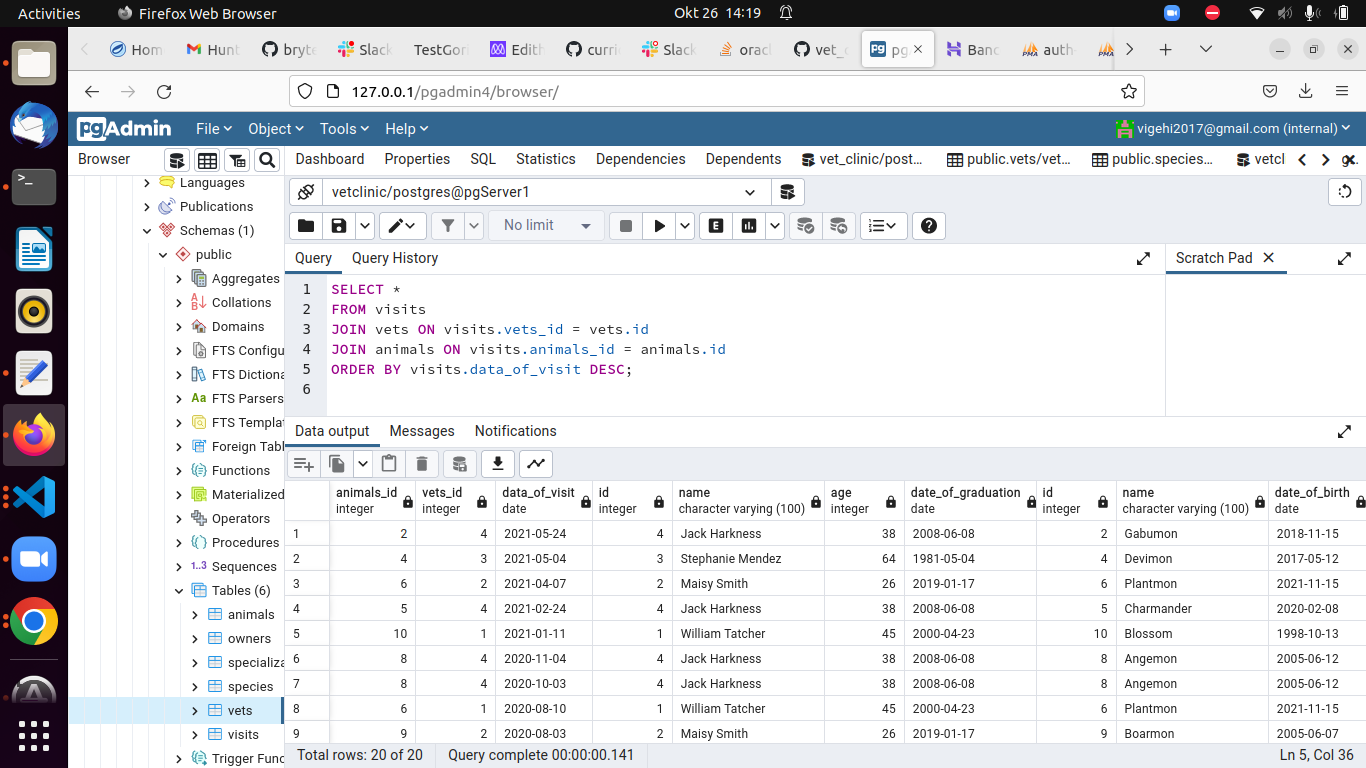 Activities Firefox Web Browser Okt 26 14:19
Hom Hunt bryte Slack TestGori Edith curri Slack oracl vet_c pg Banc auth
127.0.0.1/pgadmin4/browser/
pgAdmin File Object Tools Help vigehi2017@gmail.com (internal)
Browser Dashboard Properties SQL Statistics Dependencies Dependents vet_clinic/post... public.vets/vet... public.species... vetcl
Languages
Publications
Schemas (1)
public
Aggregates
Collations
Domains
FTS Configu
FTS Dictiona
FTS Parsers
FTS Templat
Foreign Tabl
Functions
Materialized
Operators
Procedures
1..3 Sequences
Tables (6)
animals
owners
specializa
species
vets
visits
Trigger Func
vetclinic/postgres@pgServer1
No limit E
Query Query History Scratch Pad
1 SELECT *
2 FROM visits
3 JOIN vets ON visits.vets_id = vets.id
4 JOIN animals ON visits.animals_id = animals.id
5 ORDER BY visits.data_of_visit DESC;
6
Data output Messages Notifications
animals_id vets_id data_of_visit id name age date_of_graduation id name date_of_birth
integer integer date integer character varying (100) integer date integer character varying (100) date
1 2 4 2021-05-24 4 Jack Harkness 38 2008-06-08 2 Gabumon 2018-11-15
2 4 3 2021-05-04 3 Stephanie Mendez 64 1981-05-04 4 Devimon 2017-05-12
3 6 2 2021-04-07 2 Maisy Smith 26 2019-01-17 6 Plantmon 2021-11-15
4 5 4 2021-02-24 4 Jack Harkness 38 2008-06-08 5 Charmander 2020-02-08
5 10 1 2021-01-11 1 William Tatcher 45 2000-04-23 10 Blossom 1998-10-13
6 8 4 2020-11-04 4 Jack Harkness 38 2008-06-08 8 Angemon 2005-06-12
7 8 4 2020-10-03 4 Jack Harkness 38 2008-06-08 8 Angemon 2005-06-12
8 6 1 2020-08-10 1 William Tatcher 45 2000-04-23 6 Plantmon 2021-11-15
9 9 2 2020-08-03 2 Maisy Smith 26 2019-01-17 9 Boarmon 2005-06-07
Total rows: 20 of 20 Query complete 00:00:00.141 Ln 5, Col 36